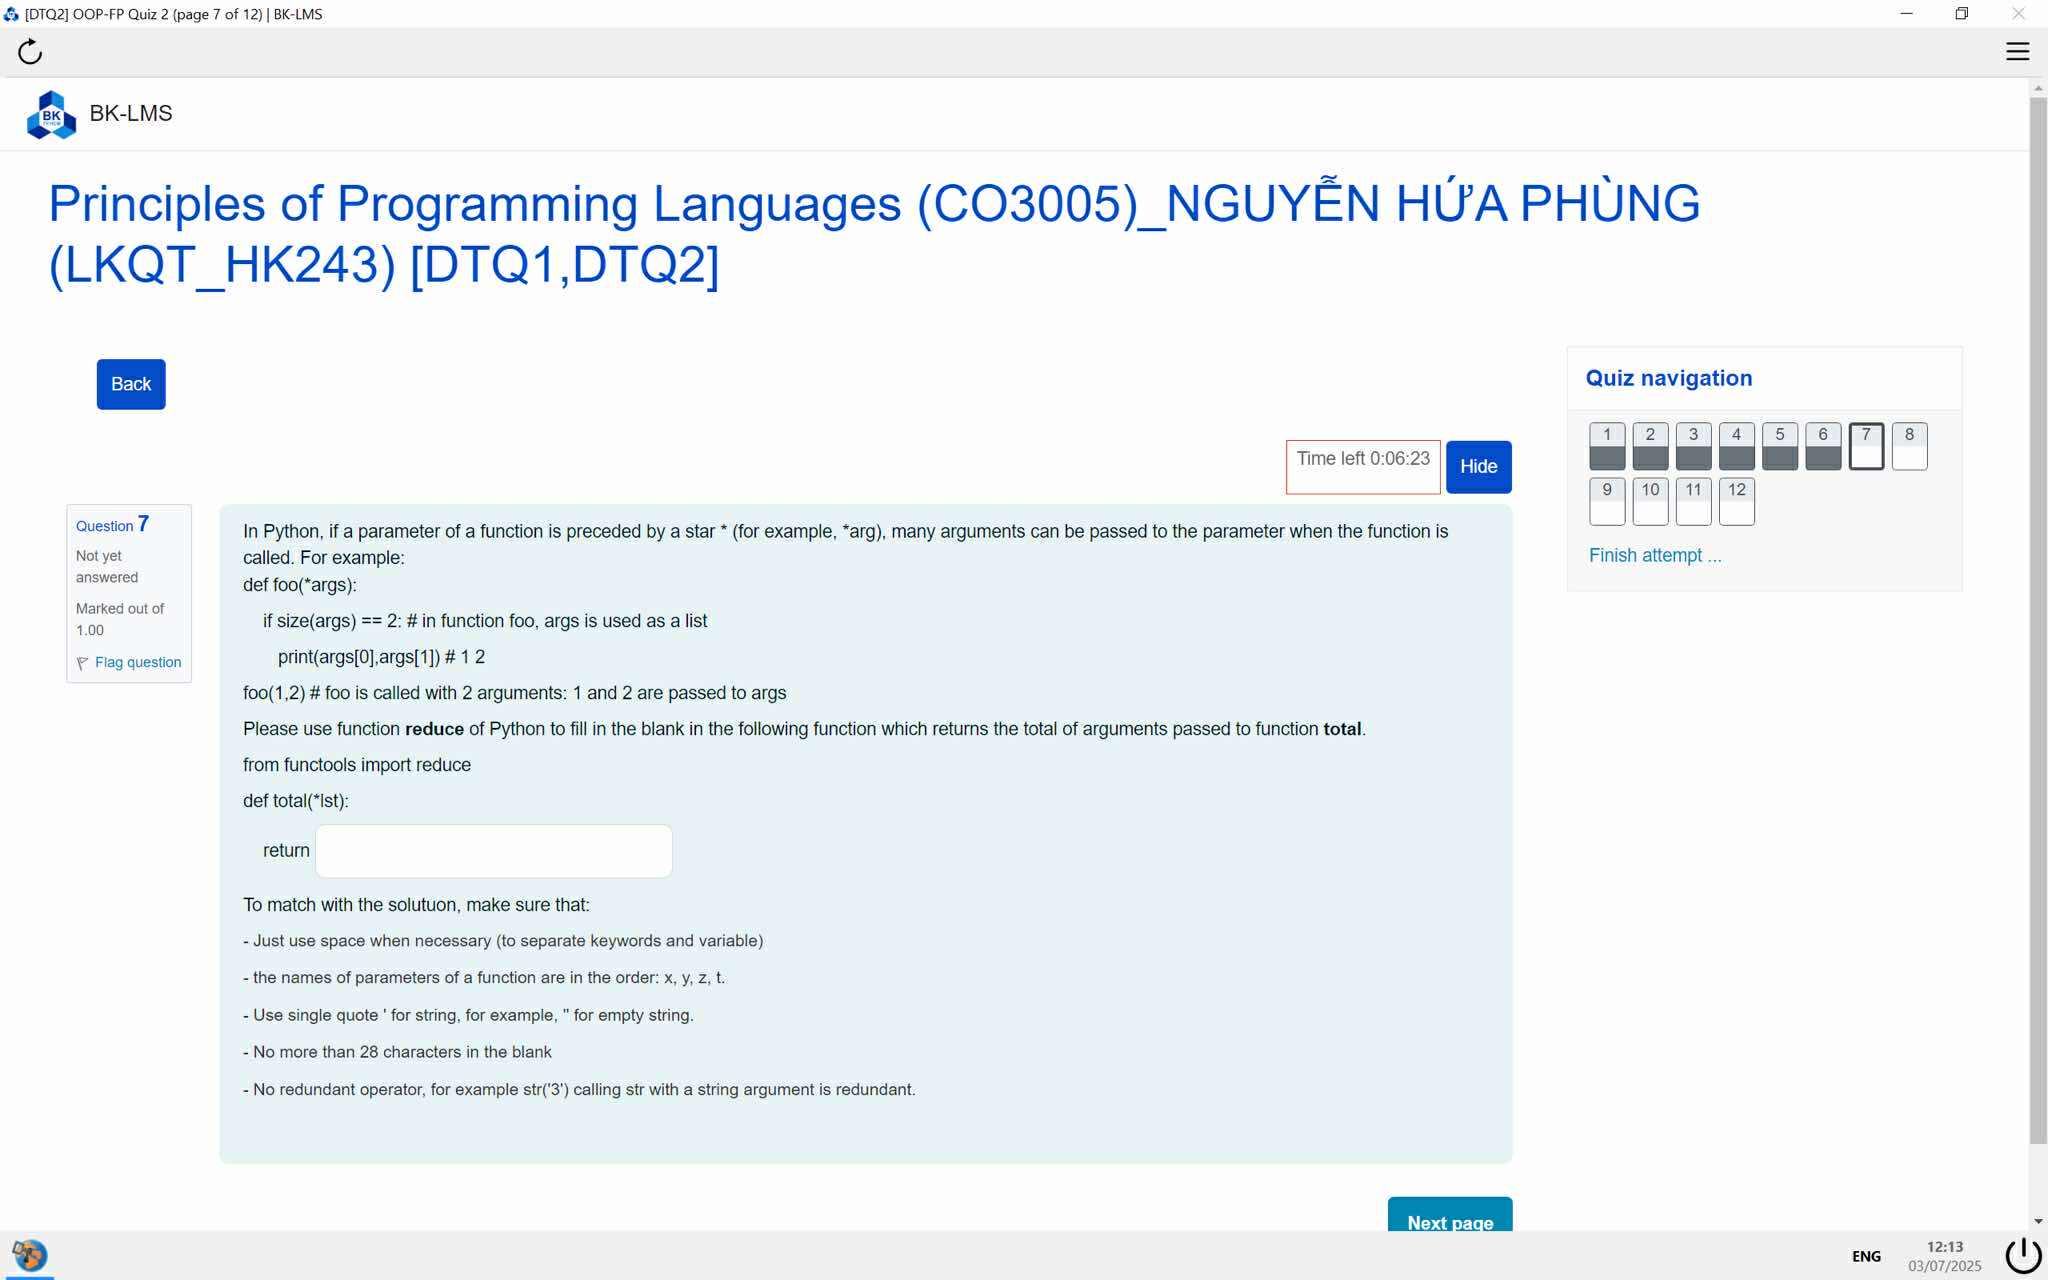 [DTQ2] OOP-FP Quiz 2 (page 7 of 12) | BK-LMS
BK
BK-LMS
Principles of Programming Languages (CO3005)_NGUYỄN HỨA PHÙNG
(LKQT_HK243) [DTQ1,DTQ2]
Back
Quiz navigation
1 2 3 4 5 6 7 8
9 10 11 12
Finish attempt ...
Time left 0:06:23
Hide
Question 7
Not yet
answered
Marked out of
1.00
Flag question
In Python, if a parameter of a function is preceded by a star * (for example, *arg), many arguments can be passed to the parameter when the function is
called. For example:
def foo(*args):
if size(args) == 2: # in function foo, args is used as a list
print(args[0],args[1]) # 1 2
foo(1,2) # foo is called with 2 arguments: 1 and 2 are passed to args
Please use function reduce of Python to fill in the blank in the following function which returns the total of arguments passed to function total.
from functools import reduce
def total(*lst):
return
To match with the solutuon, make sure that:
- Just use space when necessary (to separate keywords and variable)
- the names of parameters of a function are in the order: x, y, z, t.
- Use single quote ' for string, for example, '' for empty string.
- No more than 28 characters in the blank
- No redundant operator, for example str('3') calling str with a string argument is redundant.
Next page
ENG
12:13
03/07/2025